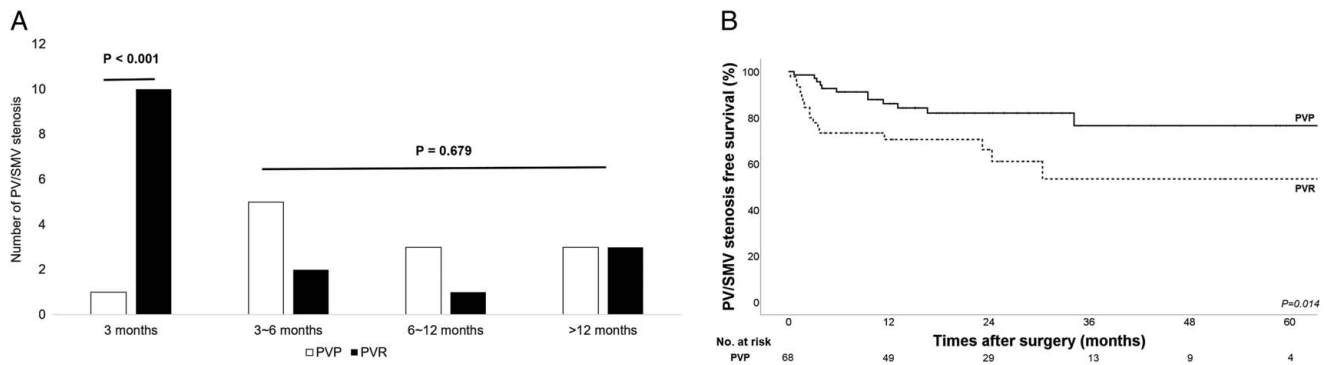 A
12
10
8
6
4
2
0
Number of PV/SMV stenosis
P < 0.001
P = 0.679
3 months
3~6 months
6~12 months
>12 months
PVP
PVR
B
100
80
60
40
20
0
PV/SMV stenosis free survival (%)
PVP
PVR
P=0.014
0 12 24 36 48 60
Times after surgery (months)
No. at risk
PVP 68 49 29 13 9 4